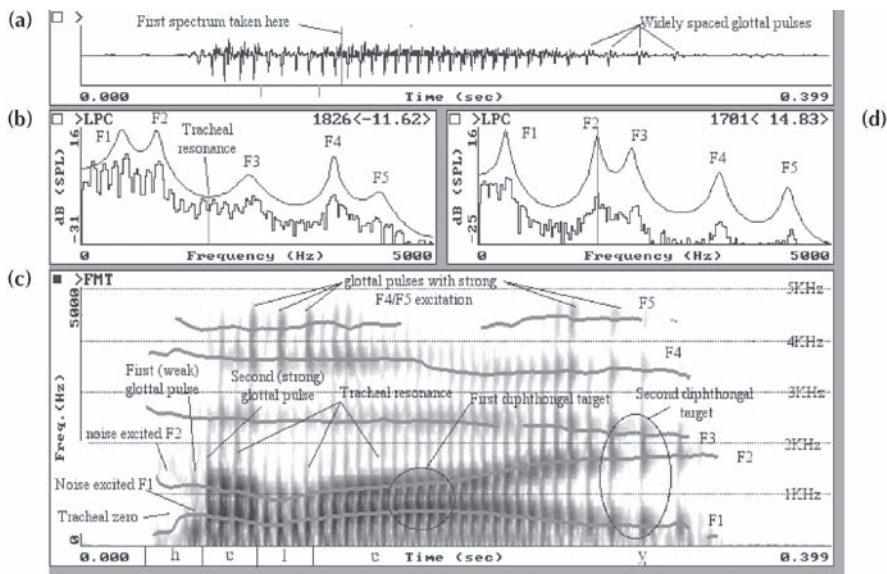 (a)
>
First spectrum taken here
Widely spaced glottal pulses
0.000
Time (sec)
0.399
(b)
>LPC
1826<-11.62>
dB (SPL)
16
-31
F1
F2
Tracheal
resonance
F3
F4
F5
0
Frequency (Hz)
5000
(d)
>LPC
1701< 14.83>
dB (SPL)
16
-25
F1
F2
F3
F4
F5
0
Frequency (Hz)
5000
(c)
>FMT
Freq.(Hz)
5000
0
glottal pulses with strong
F4/F5 excitation
F5
5KHz
4KHz
F4
First (weak)
glottal pulse
Second (strong)
glottal pulse
Tracheal resonance
First diphthongal target
Second diphthongal
target
3KHz
noise excited F2
F3
2KHz
F2
Noise excited F1
1KHz
Tracheal zero
F1
0.000
h
l
Time (sec)
y
0.399